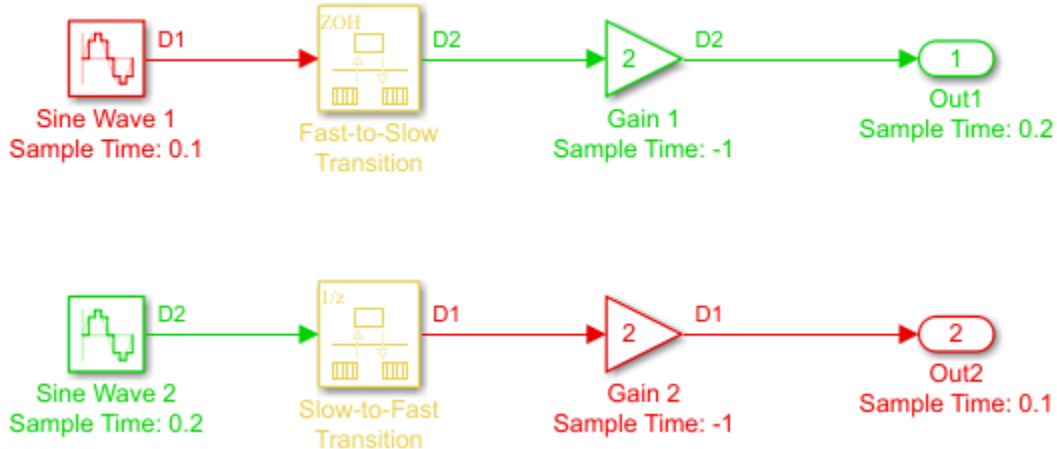 ZOH
D1
D2
2
D2
1
Sine Wave 1
Sample Time: 0.1
Fast-to-Slow
Transition
Gain 1
Sample Time: -1
Out1
Sample Time: 0.2
1/z
D2
D1
2
D1
2
Sine Wave 2
Sample Time: 0.2
Slow-to-Fast
Transition
Gain 2
Sample Time: -1
Out2
Sample Time: 0.1